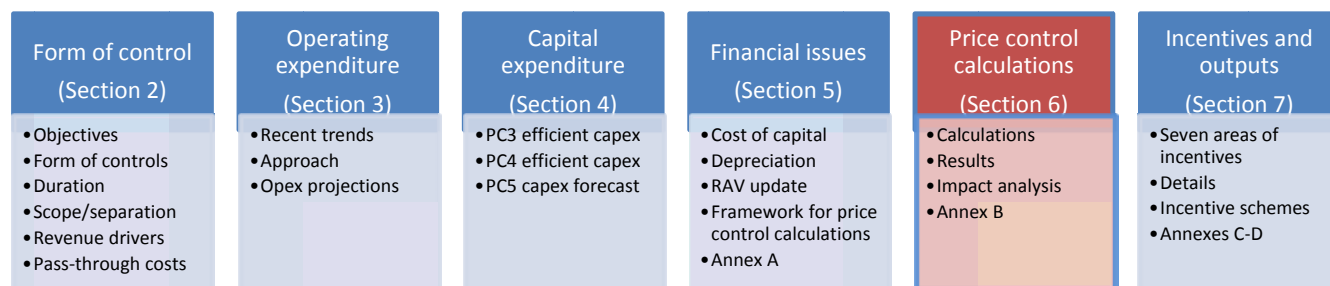 Form of control
(Section 2)
• Objectives
• Form of controls
• Duration
• Scope/separation
• Revenue drivers
• Pass-through costs
Operating
expenditure
(Section 3)
• Recent trends
• Approach
• Opex projections
Capital
expenditure
(Section 4)
• PC3 efficient capex
• PC4 efficient capex
• PC5 capex forecast
Financial issues
(Section 5)
• Cost of capital
• Depreciation
• RAV update
• Framework for price
control calculations
• Annex A
Price control
calculations
(Section 6)
• Calculations
• Results
• Impact analysis
• Annex B
Incentives and
outputs
(Section 7)
• Seven areas of
incentives
• Details
• Incentive schemes
• Annexes C-D